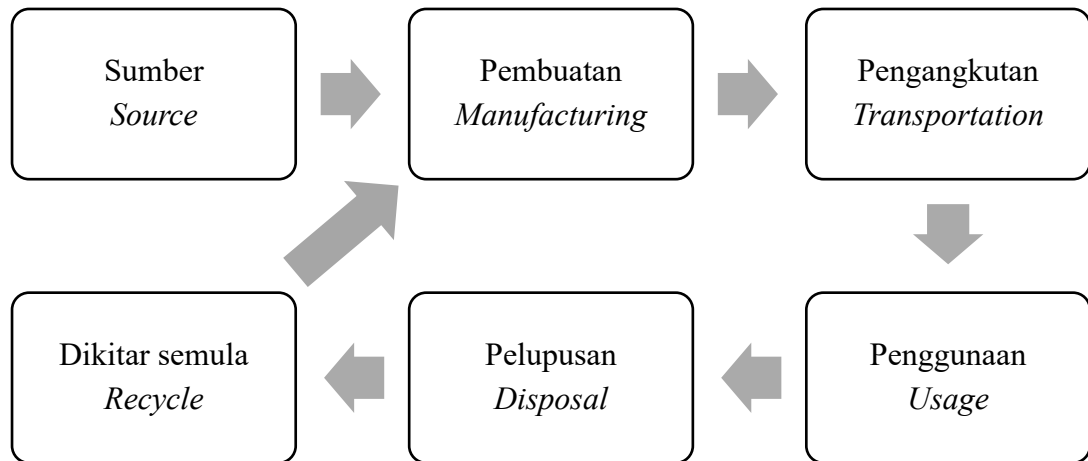 Sumber
Source
Pembuatan
Manufacturing
Pengangkutan
Transportation
Dikitar semula
Recycle
Pelupusan
Disposal
Penggunaan
Usage